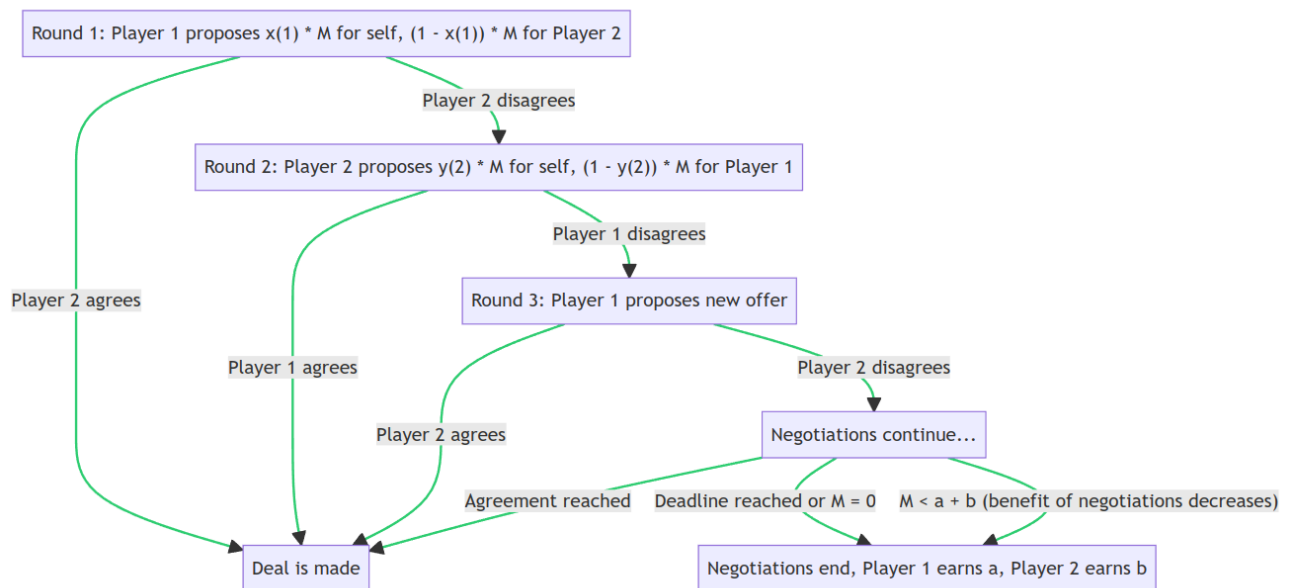 Round 1: Player 1 proposes x(1) * M for self, (1 - x(1)) * M for Player 2
Player 2 disagrees
Round 2: Player 2 proposes y(2) * M for self, (1 - y(2)) * M for Player 1
Player 1 disagrees
Player 2 agrees
Round 3: Player 1 proposes new offer
Player 1 agrees
Player 2 disagrees
Player 2 agrees
Negotiations continue...
Agreement reached
Deadline reached or M = 0
M < a + b (benefit of negotiations decreases)
Deal is made
Negotiations end, Player 1 earns a, Player 2 earns b